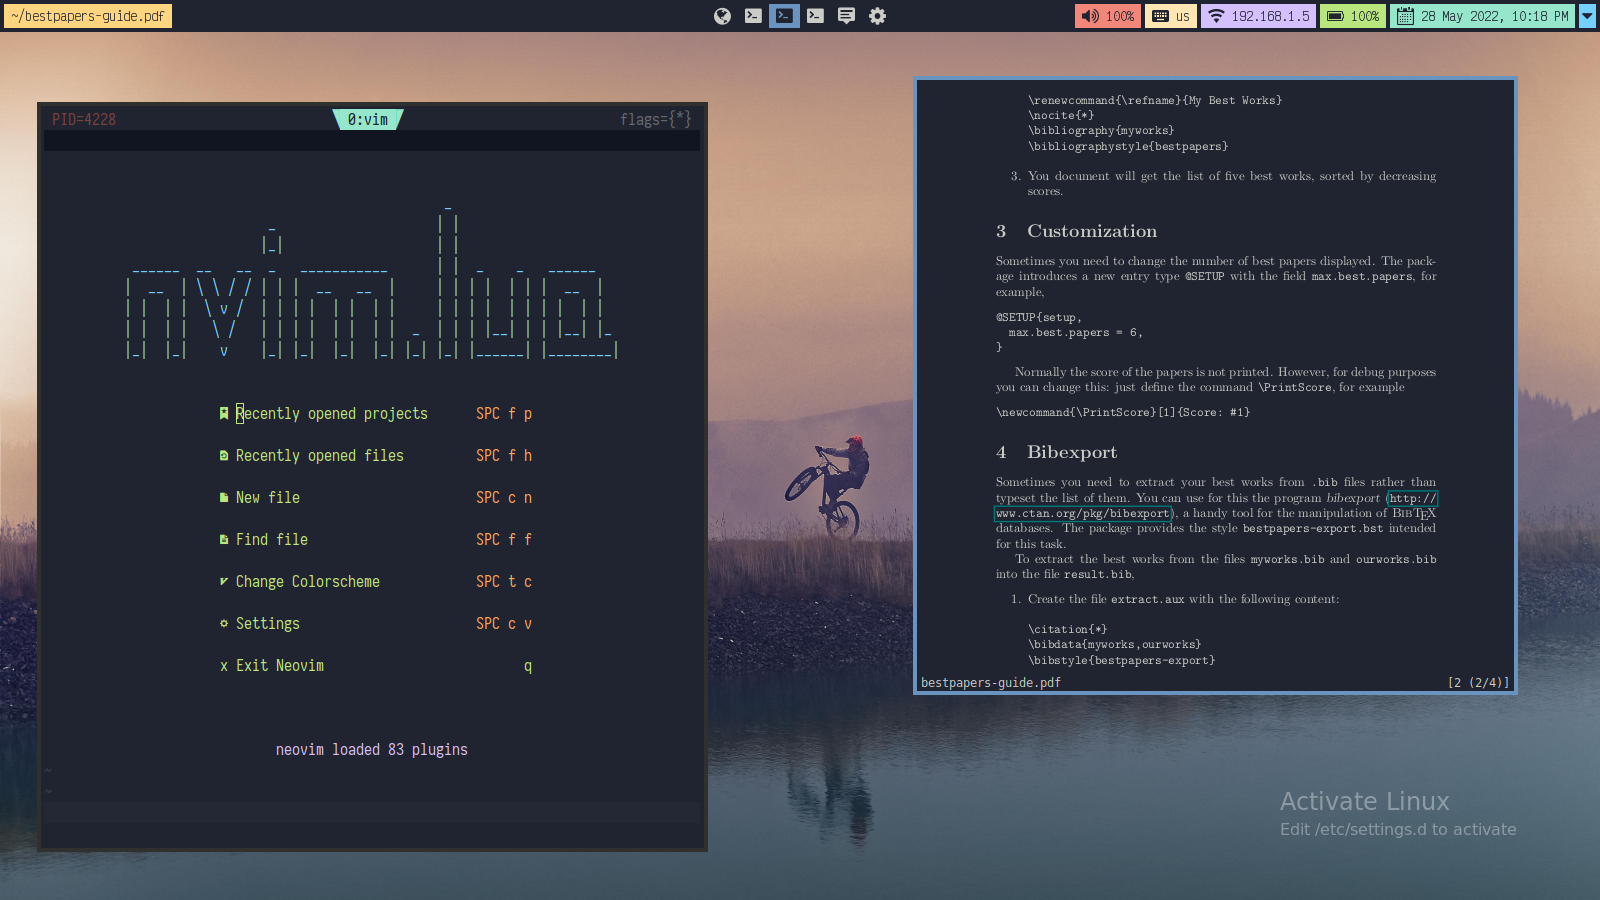 ~/bestpapers-guide.pdf
100%
us
192.168.1.5
100%
28 May 2022, 10:18 PM
PID=4228
0:vim
flags={*}
nvim.lua
Recently opened projects SPC f p
Recently opened files SPC f h
New file SPC c n
Find file SPC f f
Change Colorscheme SPC t c
Settings SPC c v
x Exit Neovim q
neovim loaded 83 plugins
~
~
\renewcommand{\refname}{My Best Works}
\nocite{*}
\bibliography{myworks}
\bibliographystyle{bestpapers}
3. You document will get the list of five best works, sorted by decreasing
scores.
3 Customization
Sometimes you need to change the number of best papers displayed. The pack-
age introduces a new entry type @SETUP with the field max.best.papers, for
example,
@SETUP{setup,
max.best.papers = 6,
}
Normally the score of the papers is not printed. However, for debug purposes
you can change this: just define the command \PrintScore, for example
\newcommand{\PrintScore}[1]{Score: #1}
4 Bibexport
Sometimes you need to extract your best works from .bib files rather than
typeset the list of them. You can use for this the program bibexport (http://
www.ctan.org/pkg/bibexport), a handy tool for the manipulation of BIBTEX
databases. The package provides the style bestpapers-export.bst intended
for this task.
To extract the best works from the files myworks.bib and ourworks.bib
into the file result.bib,
1. Create the file extract.aux with the following content:
\citation{*}
\bibdata{myworks,ourworks}
\bibstyle{bestpapers-export}
bestpapers-guide.pdf [2 (2/4)]
Activate Linux
Edit /etc/settings.d to activate